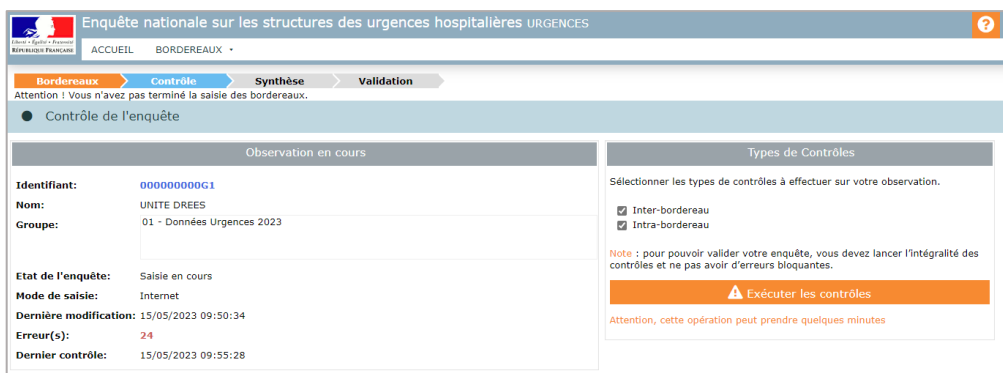 Enquête nationale sur les structures des urgences hospitalières URGENCES
?
Liberté • Égalité • Fraternité
RÉPUBLIQUE FRANÇAISE
ACCUEIL BORDEREAUX
Bordereaux Contrôle Synthèse Validation
Attention ! Vous n'avez pas terminé la saisie des bordereaux.
Contrôle de l'enquête
Observation en cours
Identifiant: 000000000G1
Nom: UNITE DREES
Groupe: 01 - Données Urgences 2023
Etat de l'enquête: Saisie en cours
Mode de saisie: Internet
Dernière modification: 15/05/2023 09:50:34
Erreur(s): 24
Dernier contrôle: 15/05/2023 09:55:28
Types de Contrôles
Sélectionner les types de contrôles à effectuer sur votre observation.
Inter-bordereau
Intra-bordereau
Note : pour pouvoir valider votre enquête, vous devez lancer l'intégralité des
contrôles et ne pas avoir d'erreurs bloquantes.
Exécuter les contrôles
Attention, cette opération peut prendre quelques minutes